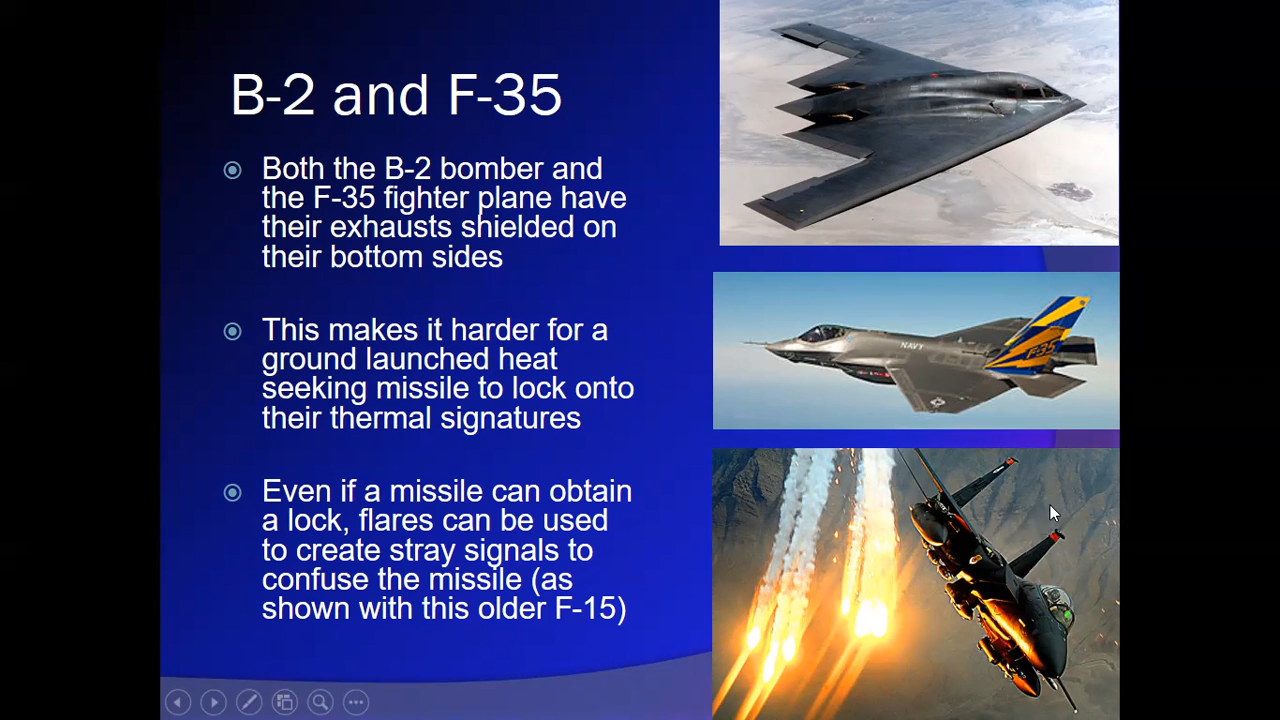 B-2 and F-35
Both the B-2 bomber and
the F-35 fighter plane have
their exhausts shielded on
their bottom sides
This makes it harder for a
ground launched heat
seeking missile to lock onto
their thermal signatures
Even if a missile can obtain
a lock, flares can be used
to create stray signals to
confuse the missile (as
shown with this older F-15)
NAVY
F-35